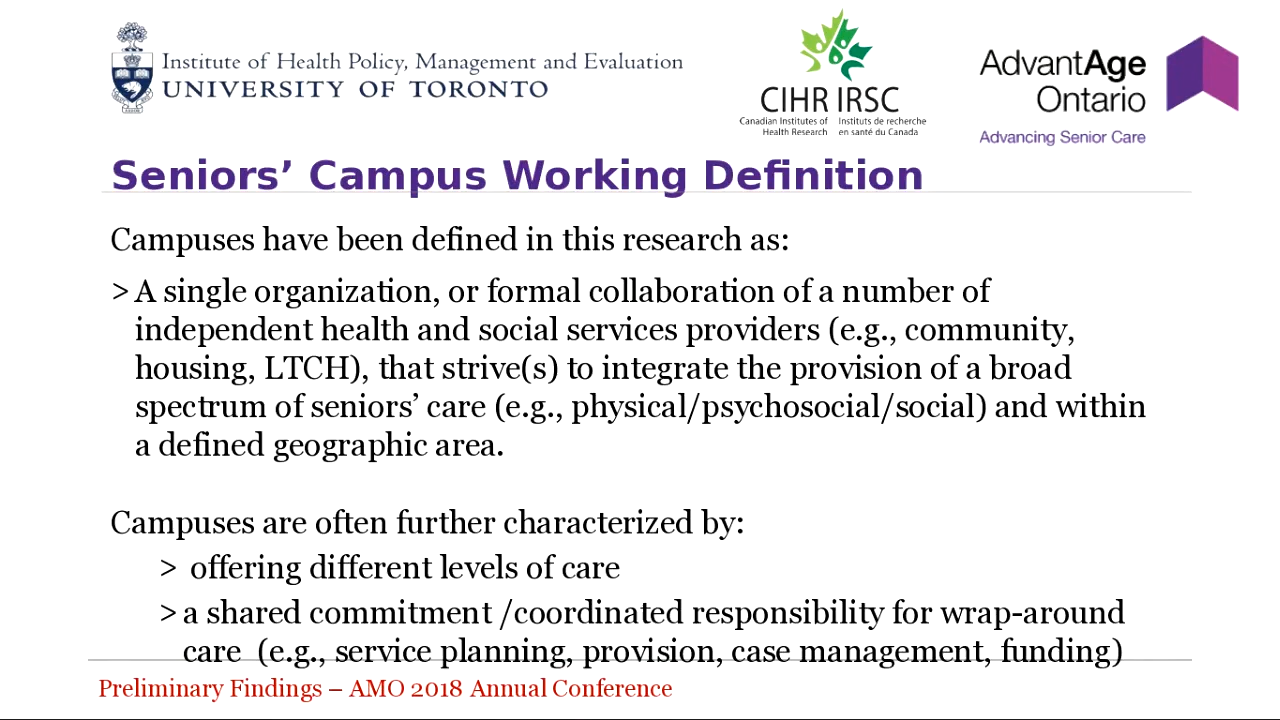 Institute of Health Policy, Management and Evaluation
UNIVERSITY OF TORONTO
CIHR IRSC
Canadian Institutes of Health Research
Instituts de recherche en santé du Canada
AdvantAge
Ontario
Advancing Senior Care
Seniors’ Campus Working Definition
Campuses have been defined in this research as:
> A single organization, or formal collaboration of a number of
independent health and social services providers (e.g., community,
housing, LTCH), that strive(s) to integrate the provision of a broad
spectrum of seniors’ care (e.g., physical/psychosocial/social) and within
a defined geographic area.
Campuses are often further characterized by:
> offering different levels of care
> a shared commitment /coordinated responsibility for wrap-around
care (e.g., service planning, provision, case management, funding)
Preliminary Findings – AMO 2018 Annual Conference